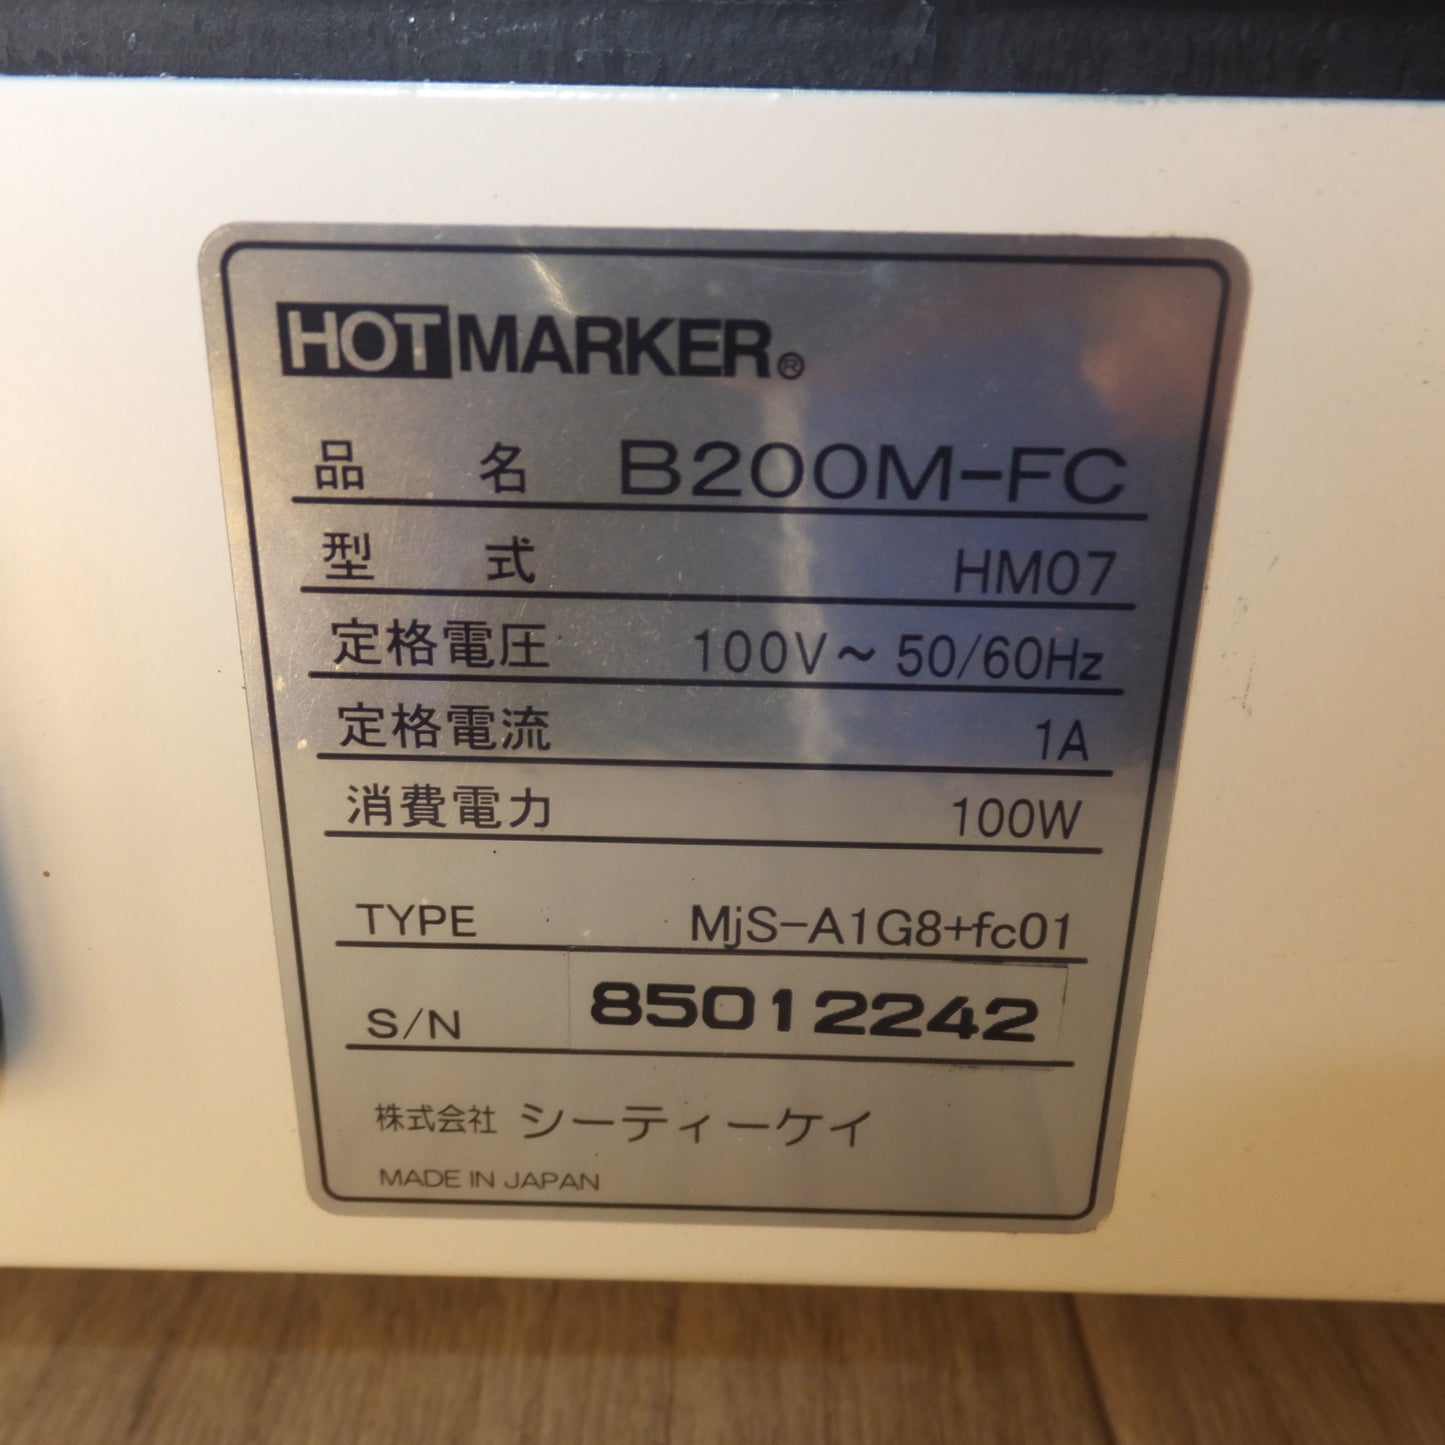 HOT MARKER®
品名 B200M-FC
型式 HM07
定格電圧 100V～50/60Hz
定格電流 1A
消費電力 100W
TYPE MjS-A1G8+fc01
S/N 85012242
株式会社 シーティーケイ
MADE IN JAPAN